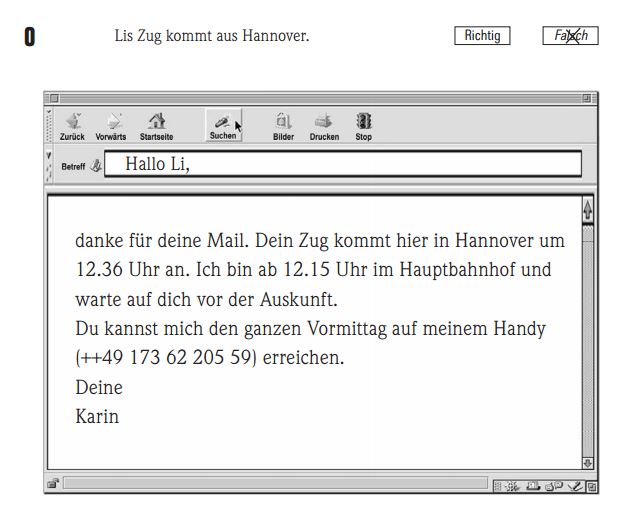 0 Lis Zug kommt aus Hannover. Richtig Falsch
Zurück Vorwärts Startseite Suchen Bilder Drucken Stop
Betreff Hallo Li,
danke für deine Mail. Dein Zug kommt hier in Hannover um
12.36 Uhr an. Ich bin ab 12.15 Uhr im Hauptbahnhof und
warte auf dich vor der Auskunft.
Du kannst mich den ganzen Vormittag auf meinem Handy
(++49 173 62 205 59) erreichen.
Deine
Karin